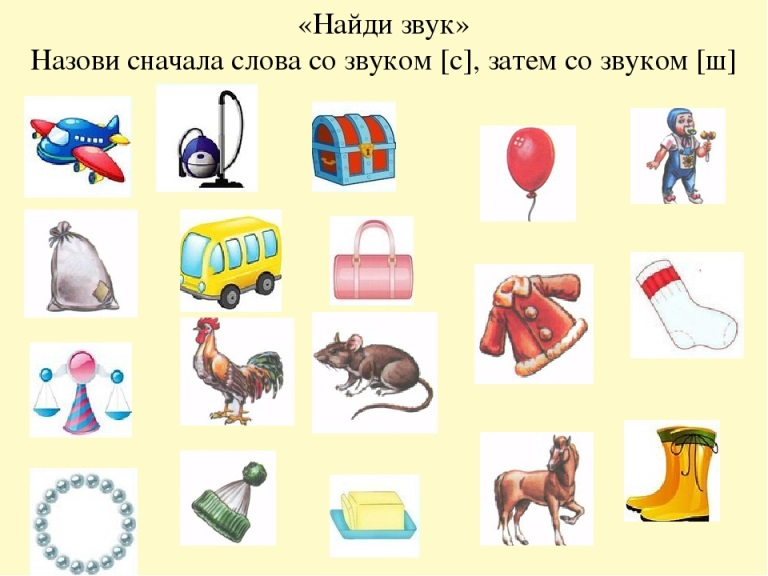 «Найди звук»
Назови сначала слова со звуком [с], затем со звуком [ш]